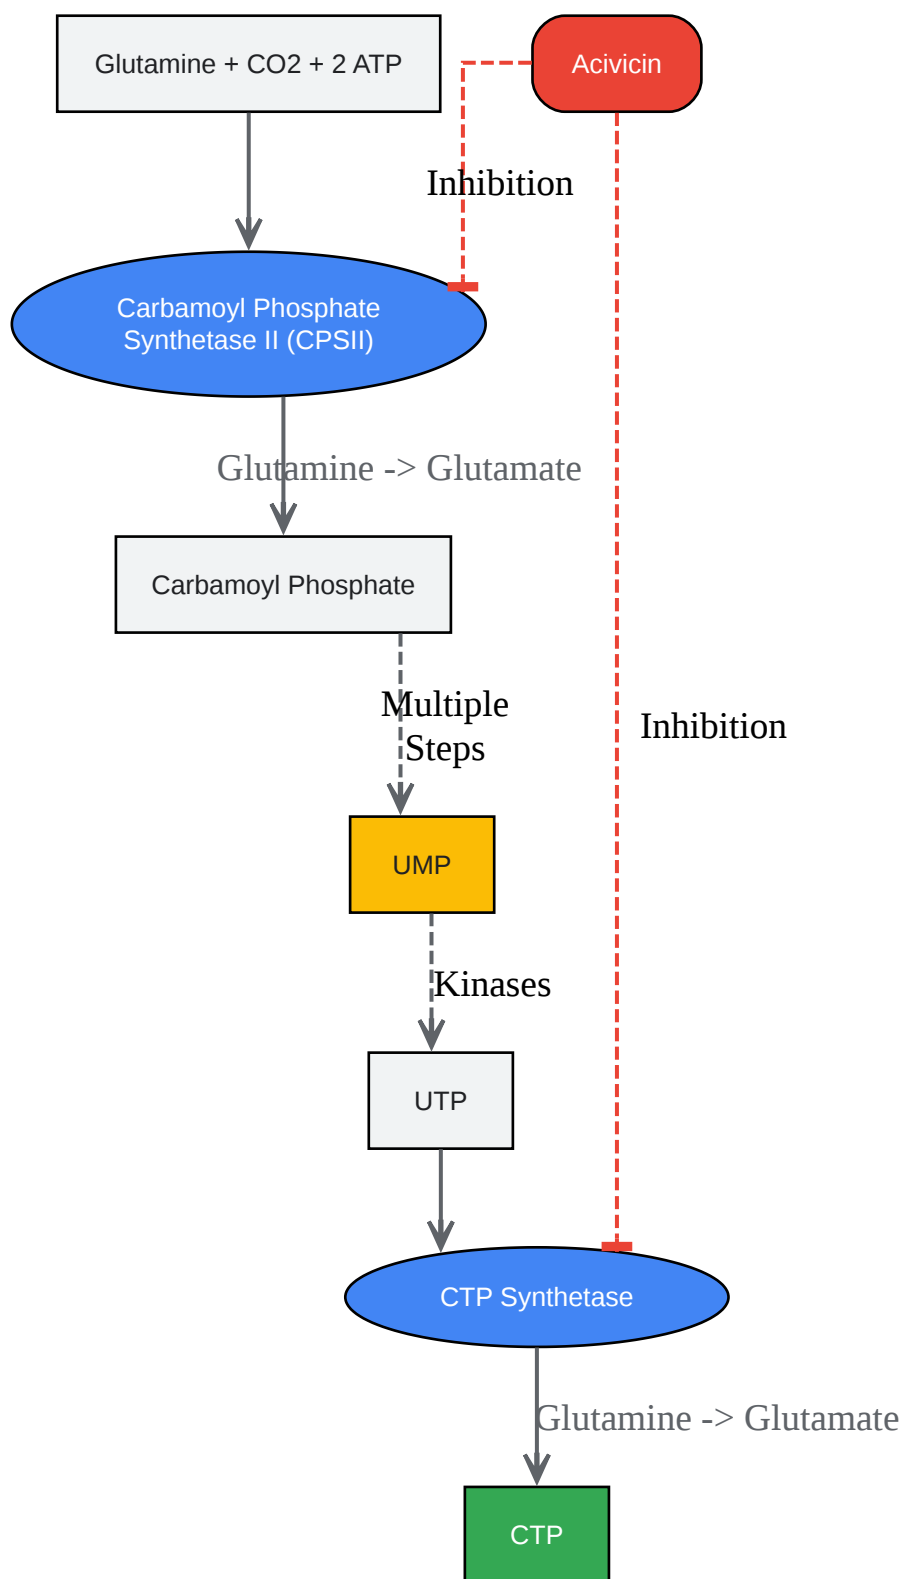 Glutamine + CO2 + 2 ATP
Acivicin
Inhibition
Carbamoyl Phosphate
Synthetase II (CPSII)
Glutamine -> Glutamate
Carbamoyl Phosphate
Multiple
Steps
Inhibition
UMP
Kinases
UTP
CTP Synthetase
Glutamine -> Glutamate
CTP